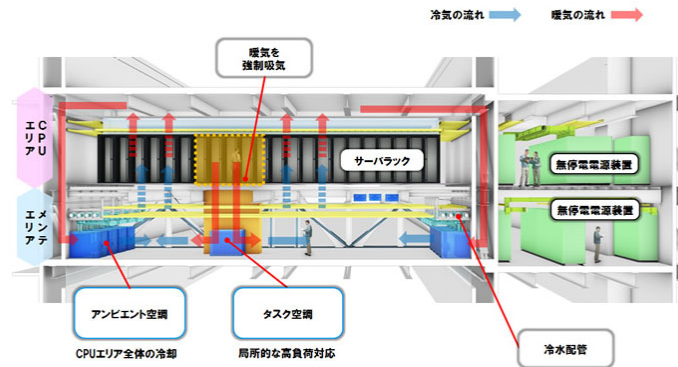 冷気の流れ
暖気の流れ
暖気を
強制吸気
CPU
エリア
サーバラック
無停電電源装置
無停電電源装置
メンテ
エリア
アンビエント空調
タスク空調
冷水配管
CPUエリア全体の冷却
局所的な高負荷対応